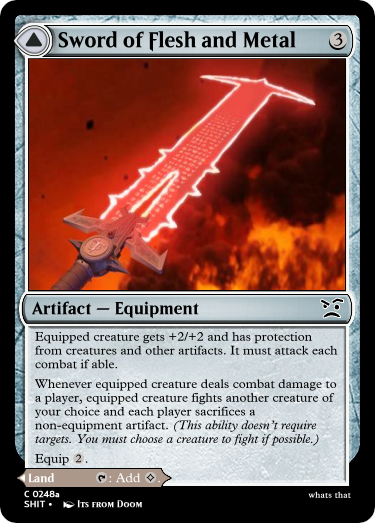 Sword of Flesh and Metal 3
Artifact — Equipment
Equipped creature gets +2/+2 and has protection
from creatures and other artifacts. It must attack each
combat if able.
Whenever equipped creature deals combat damage to
a player, equipped creature fights another creature of
your choice and each player sacrifices a
non-equipment artifact. (This ability doesn't require
targets. You must choose a creature to fight if possible.)
Equip 2.
Land : Add .
C 0248a
SHIT • Its from Doom
whats that